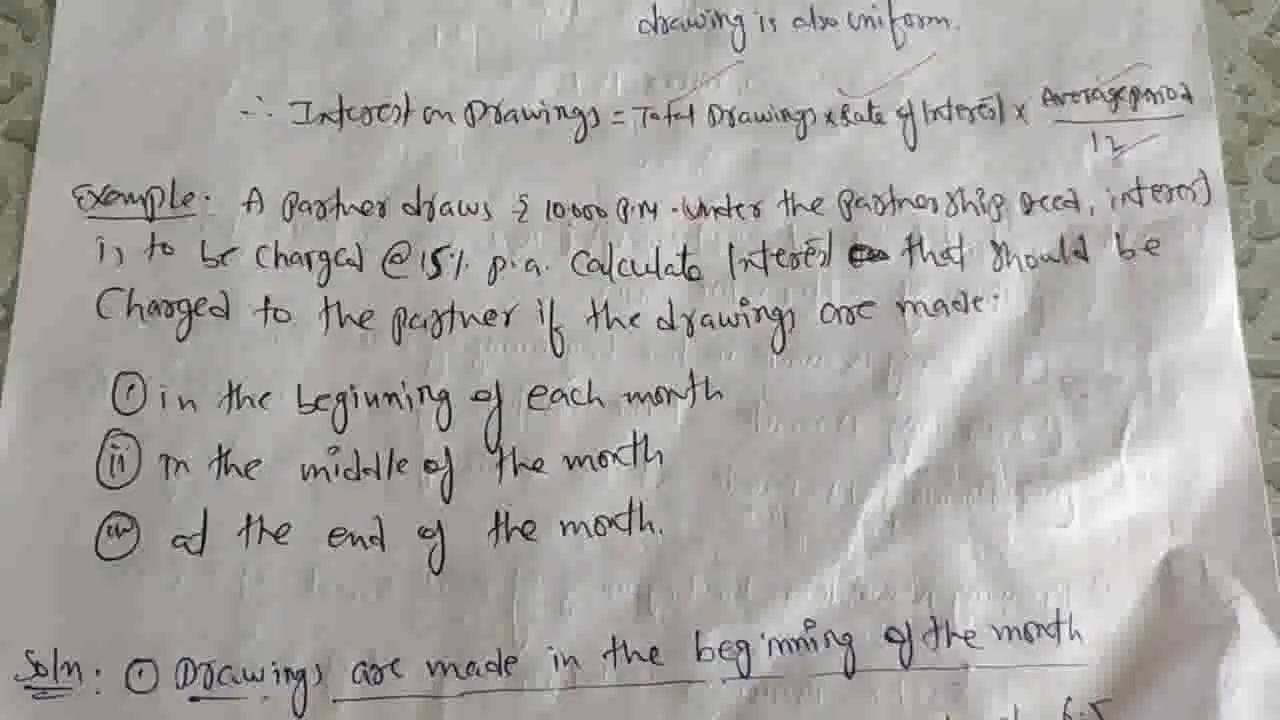 drawing is also uniform.
∴ Interest on Drawings = Total Drawings x Rate of Interest x Average period / 12
Example: A partner draws ₹ 10,000 P.M. Under the partnership deed, interest
is to be charged @ 15% p.a. Calculate Interest that should be
Charged to the partner if the drawings are made:
(i) in the beginning of each month
(ii) in the middle of the month
(iii) at the end of the month.
Soln: (i) Drawings are made in the beginning of the month
6.5